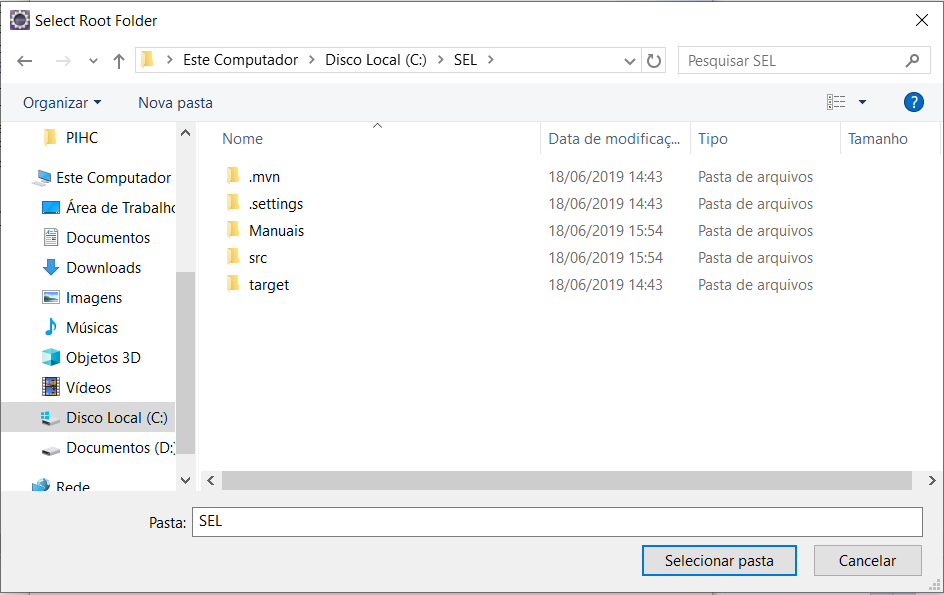 Select Root Folder
Este Computador > Disco Local (C:) > SEL >
Pesquisar SEL
Organizar
Nova pasta
?
PIHC
Este Computador
Área de Trabalho
Documentos
Downloads
Imagens
Músicas
Objetos 3D
Vídeos
Disco Local (C:)
Documentos (D:)
Rede
Nome Data de modificaç... Tipo Tamanho
.mvn 18/06/2019 14:43 Pasta de arquivos
.settings 18/06/2019 14:43 Pasta de arquivos
Manuais 18/06/2019 15:54 Pasta de arquivos
src 18/06/2019 15:54 Pasta de arquivos
target 18/06/2019 14:43 Pasta de arquivos
Pasta: SEL
Selecionar pasta
Cancelar